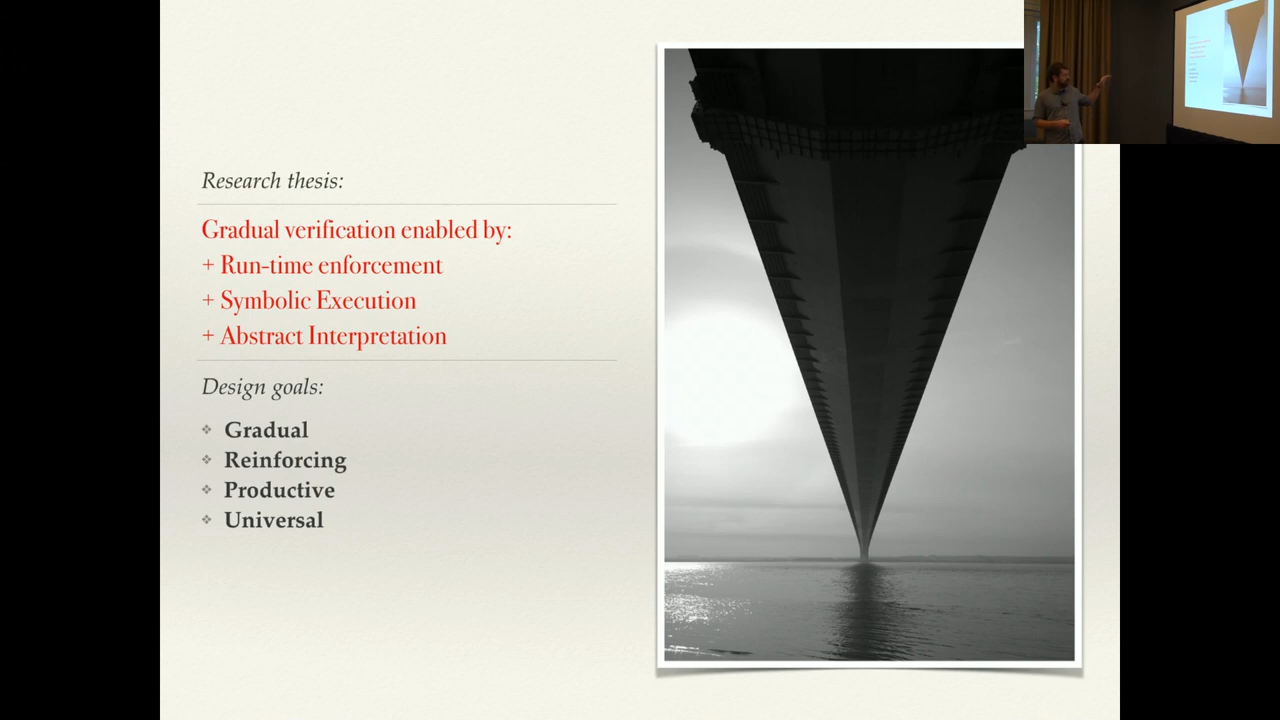 Research thesis:
Gradual verification enabled by:
+ Run-time enforcement
+ Symbolic Execution
+ Abstract Interpretation
Design goals:
❖ Gradual
❖ Reinforcing
❖ Productive
❖ Universal